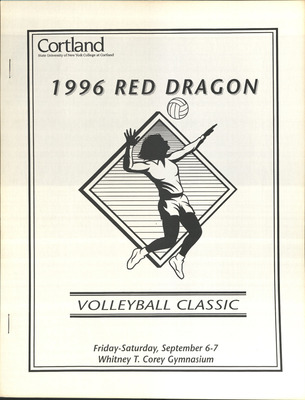 Cortland
State University of New York College at Cortland
1996 RED DRAGON
VOLLEYBALL CLASSIC
Friday-Saturday, September 6-7
Whitney T. Corey Gymnasium